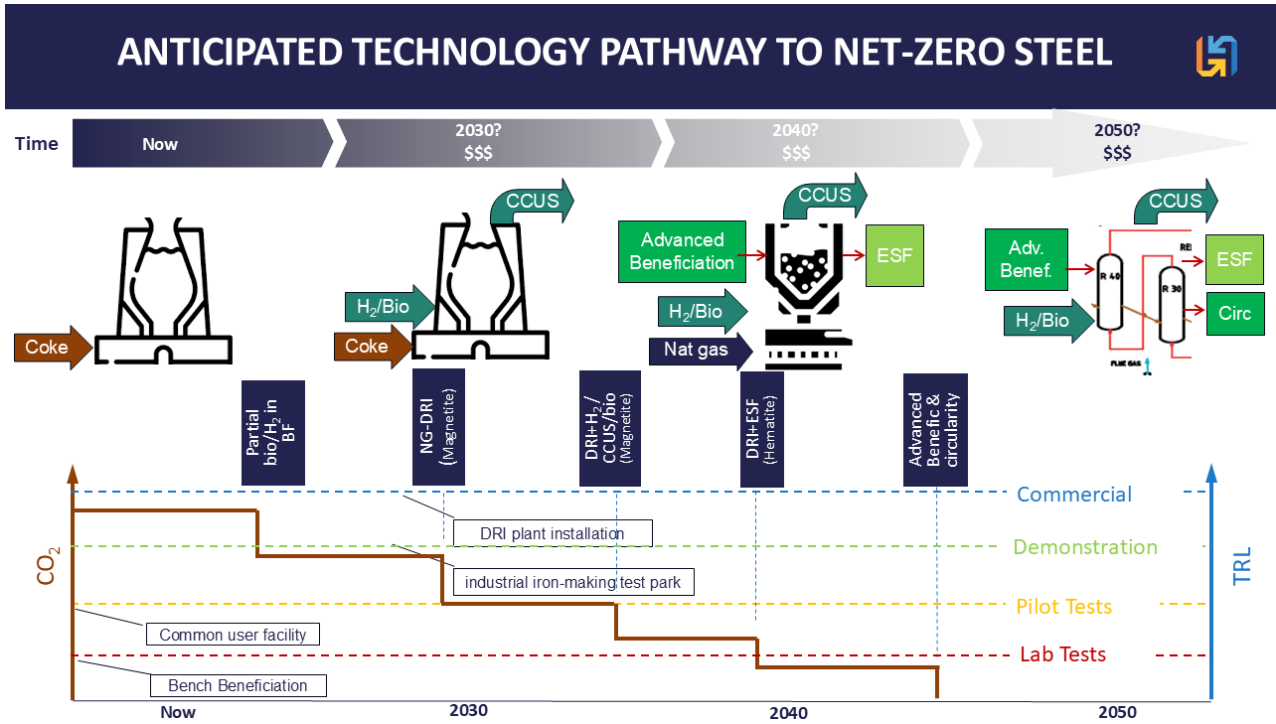 ANTICIPATED TECHNOLOGY PATHWAY TO NET-ZERO STEEL
Time
Now
2030?
$$$
2040?
$$$
2050?
$$$
Coke
CCUS
H₂/Bio
Coke
CCUS
Advanced
Beneficiation
ESF
H₂/Bio
Nat gas
CCUS
Adv.
Benef.
H₂/Bio
R 40
R 30
REI
FLUE GAS
ESF
Circ
Partial
bio/H₂ in
BF
NG-DRI
(Magnetite)
DRI+H₂/
CCUS/bio
(Magnetite)
DRI+ESF
(Hematite)
Advanced
Benefic &
circularity
CO₂
TRL
Commercial
DRI plant installation
Demonstration
industrial iron-making test park
Pilot Tests
Common user facility
Lab Tests
Bench Beneficiation
Now
2030
2040
2050